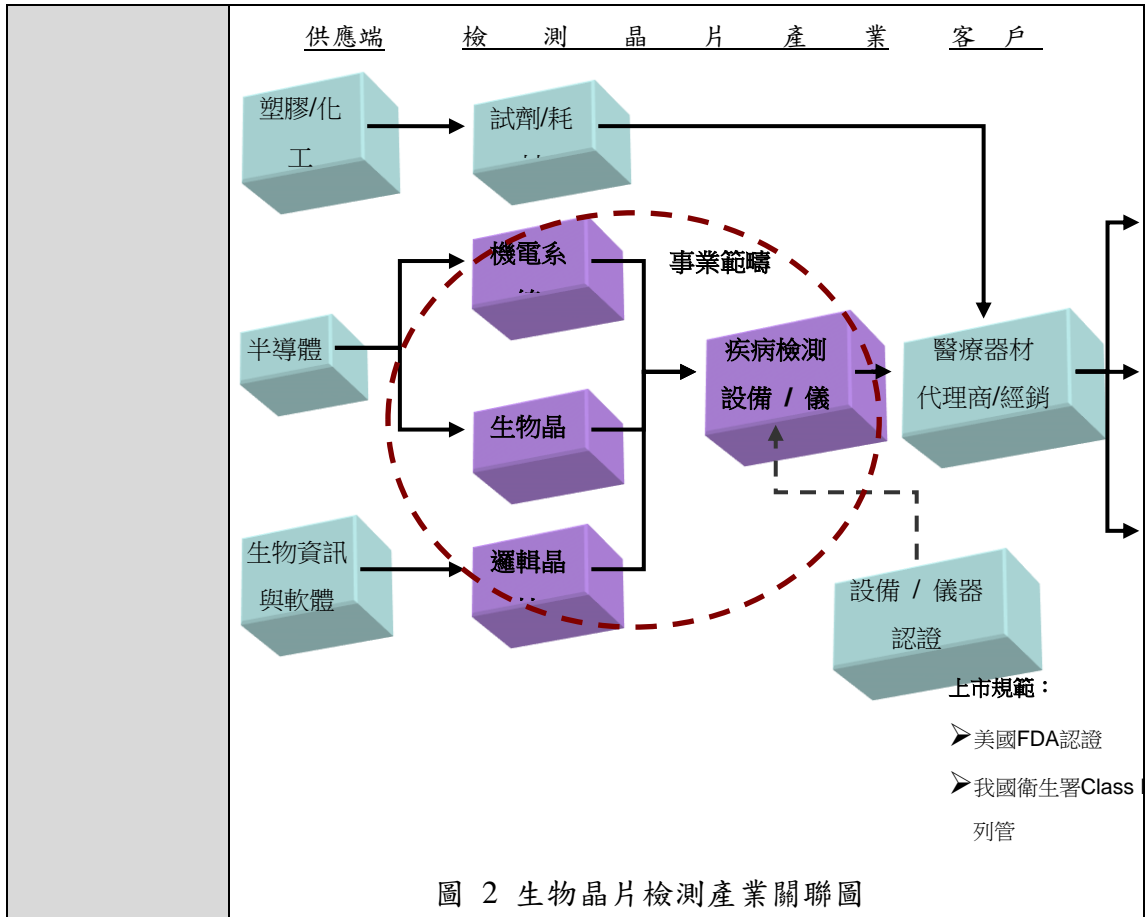 供應端 檢測晶片產業 客戶
塑膠/化
工
試劑/耗
機電系
事業範疇
半導體
疾病檢測
設備 / 儀
醫療器材
代理商/經銷
生物晶
生物資訊
與軟體
邏輯晶
設備 / 儀器
認證
上市規範：
➢美國FDA認證
➢我國衛生署Class
列管
圖 2 生物晶片檢測產業關聯圖